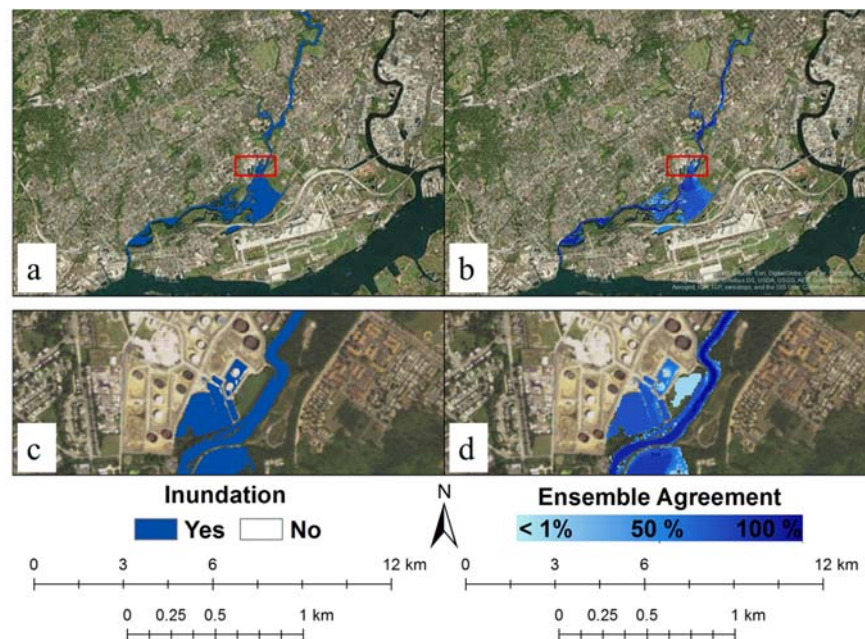 a
b
c
d
Inundation
Yes No
N
Ensemble Agreement
< 1% 50 % 100 %
0 3 6 12 km
0 3 6 12 km
0 0.25 0.5 1 km
0 0.25 0.5 1 km